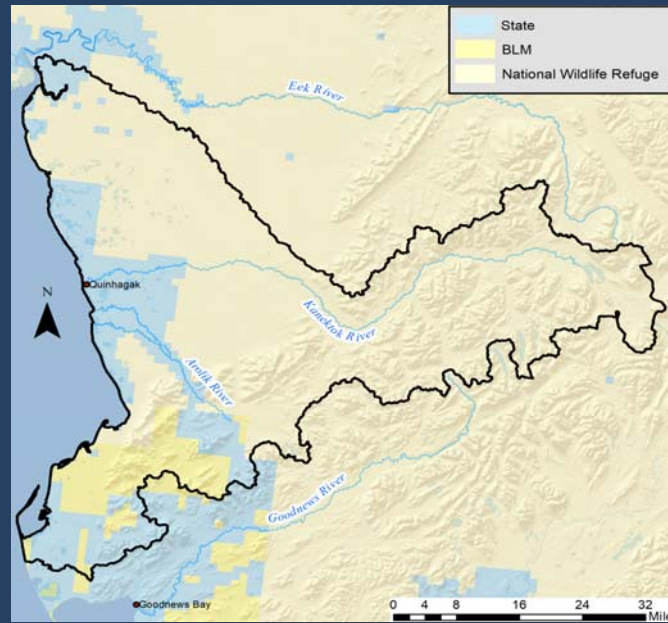 State
BLM
National Wildlife Refuge
Eek River
N
Quinhagak
Kanektok River
Arolik River
Goodnews River
Goodnews Bay
0 4 8 16 24 32
Mile